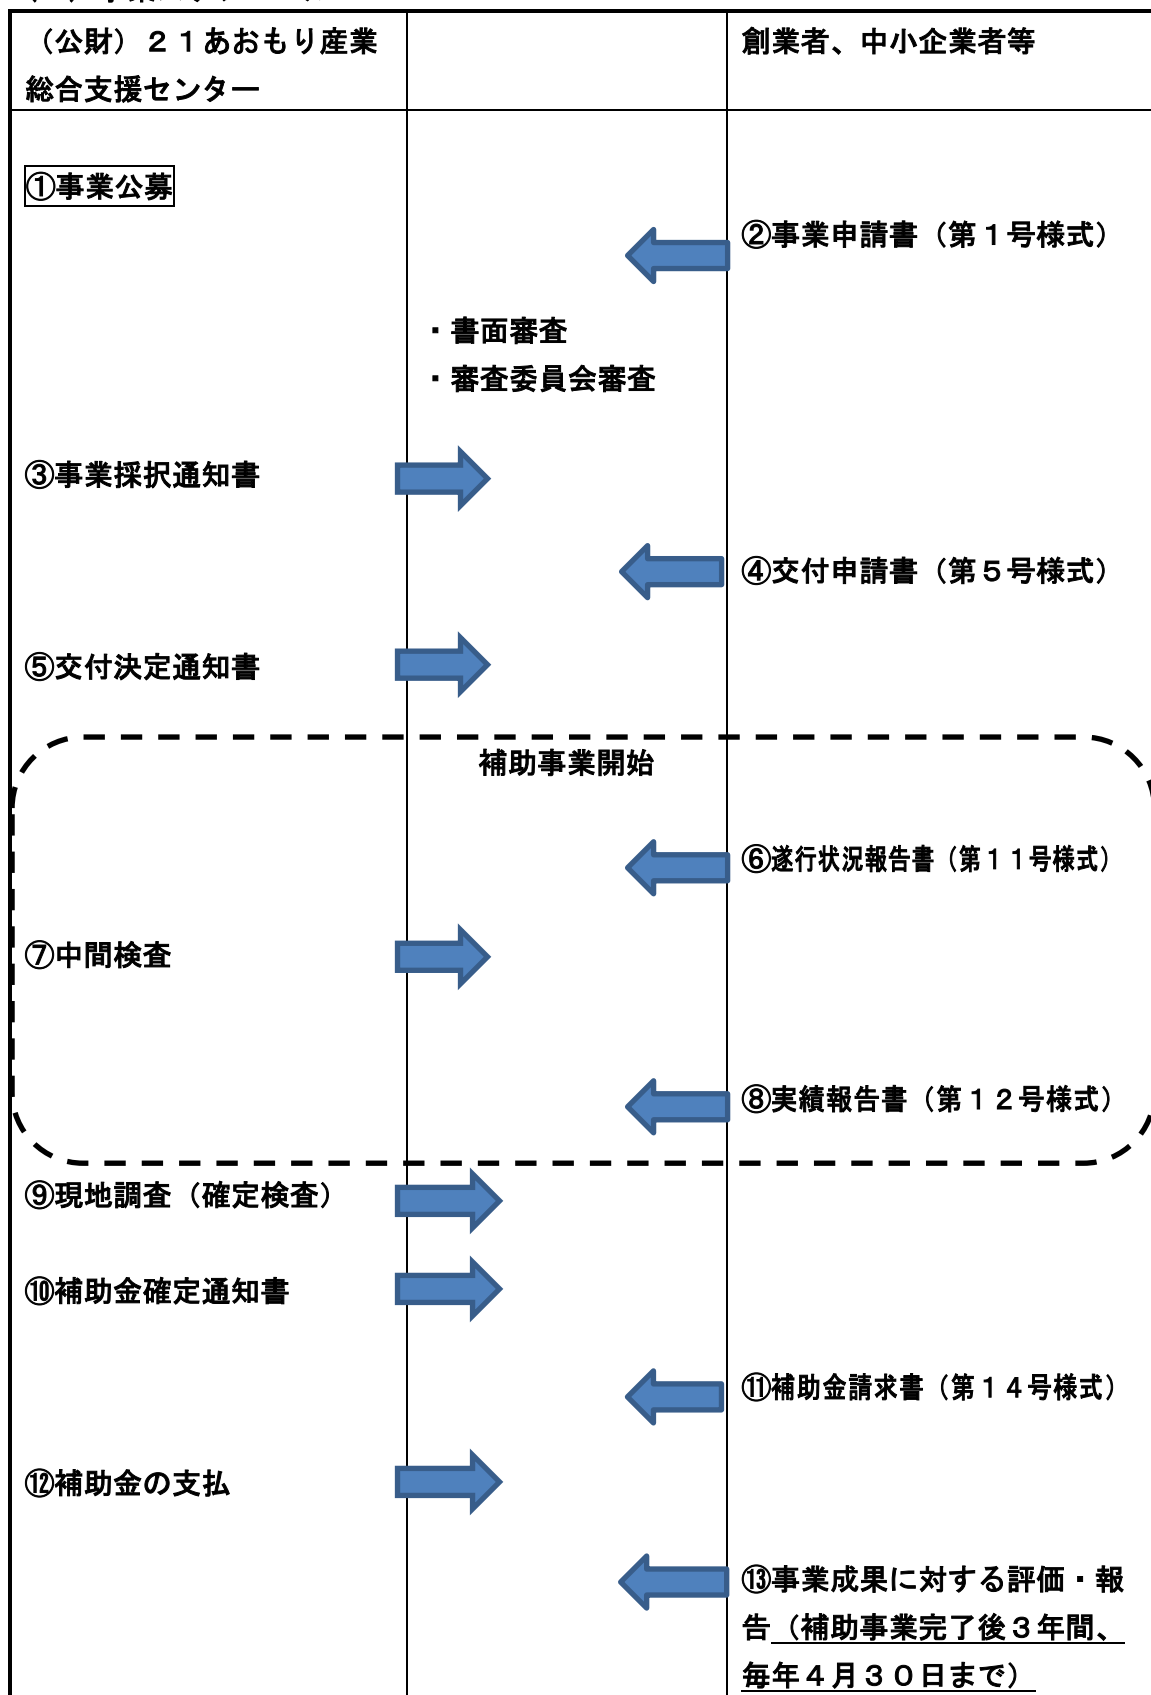 （公財）２１あおもり産業
総合支援センター
創業者、中小企業者等
①事業公募
②事業申請書（第１号様式）
・書面審査
・審査委員会審査
③事業採択通知書
④交付申請書（第５号様式）
⑤交付決定通知書
補助事業開始
⑥遂行状況報告書（第１１号様式）
⑦中間検査
⑧実績報告書（第１２号様式）
⑨現地調査（確定検査）
⑩補助金確定通知書
⑪補助金請求書（第１４号様式）
⑫補助金の支払
⑬事業成果に対する評価・報
告（補助事業完了後３年間、
毎年４月３０日まで）